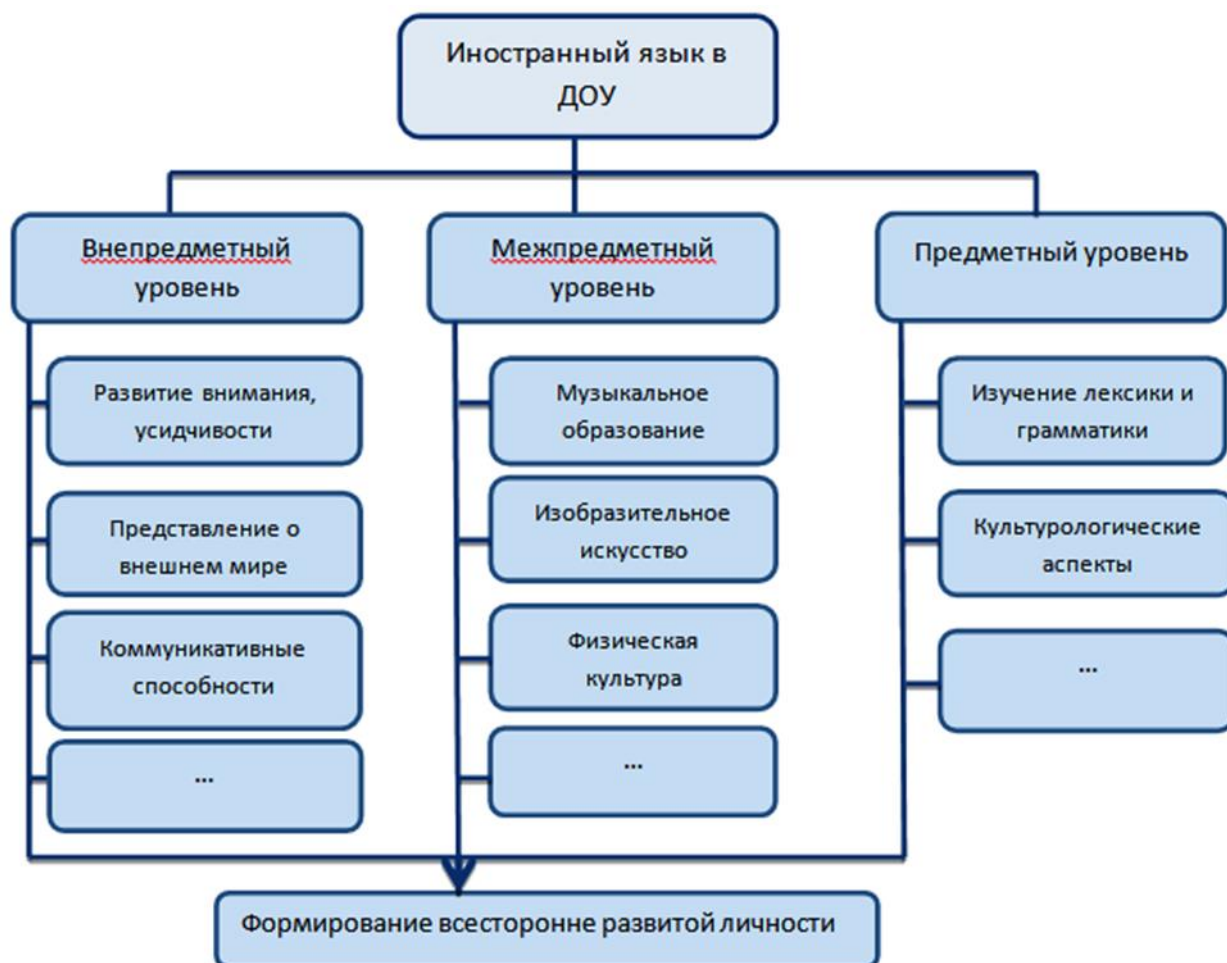 Иностранный язык в
ДОУ
Внепредметный
уровень
Межпредметный
уровень
Предметный уровень
Развитие внимания,
усидчивости
Представление о
внешнем мире
Коммуникативные
способности
...
Музыкальное
образование
Изобразительное
искусство
Физическая
культура
...
Изучение лексики и
грамматики
Культурологические
аспекты
...
Формирование всесторонне развитой личности